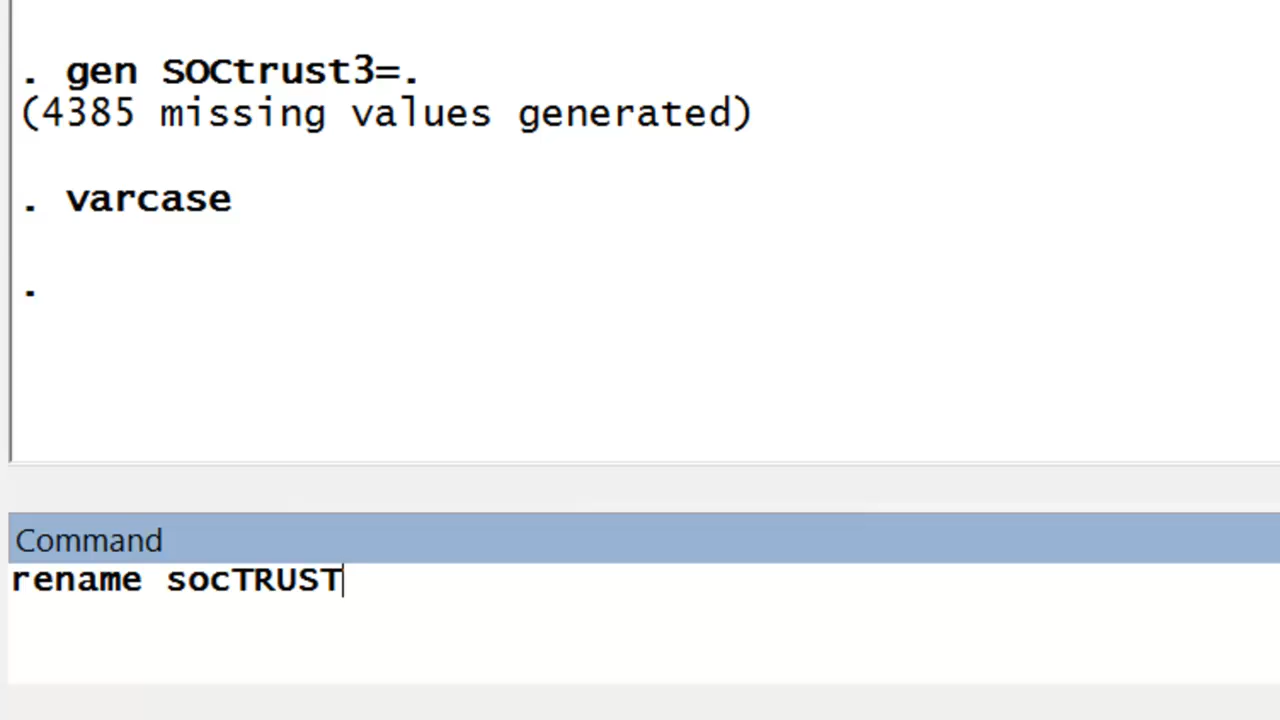 . gen SOCtrust3=.
(4385 missing values generated)
. varcase
.
Command
rename socTRUST